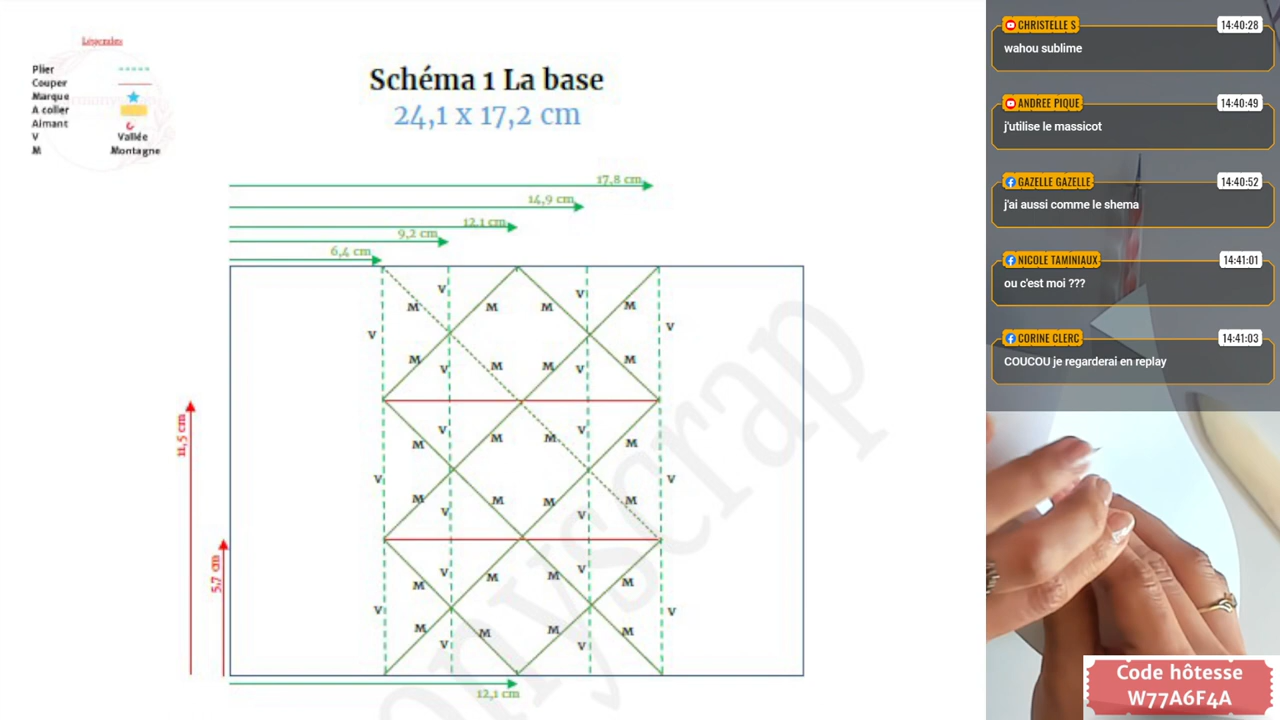 Légendes
Plier
Couper
Marque
A coller
Aimant
V Vallée
M Montagne
Schéma 1 La base
24,1 x 17,2 cm
17,8 cm
14,9 cm
12,1 cm
9,2 cm
6,4 cm
V V
M M M M
V V
M M M M
V V
11,5 cm
V V
M M M M
V V
M M M M
V V
5,7 cm
V V
M M M M
V V
M M M M
V V
12,1 cm
onyscrap
CHRISTELLE S 14:40:28
wahou sublime
ANDREE PIQUE 14:40:49
j'utilise le massicot
GAZELLE GAZELLE 14:40:52
j'ai aussi comme le shema
NICOLE TAMINIAUX 14:41:01
ou c'est moi ???
CORINE CLERC 14:41:03
COUCOU je regarderai en replay
Code hôtesse
W77A6F4A